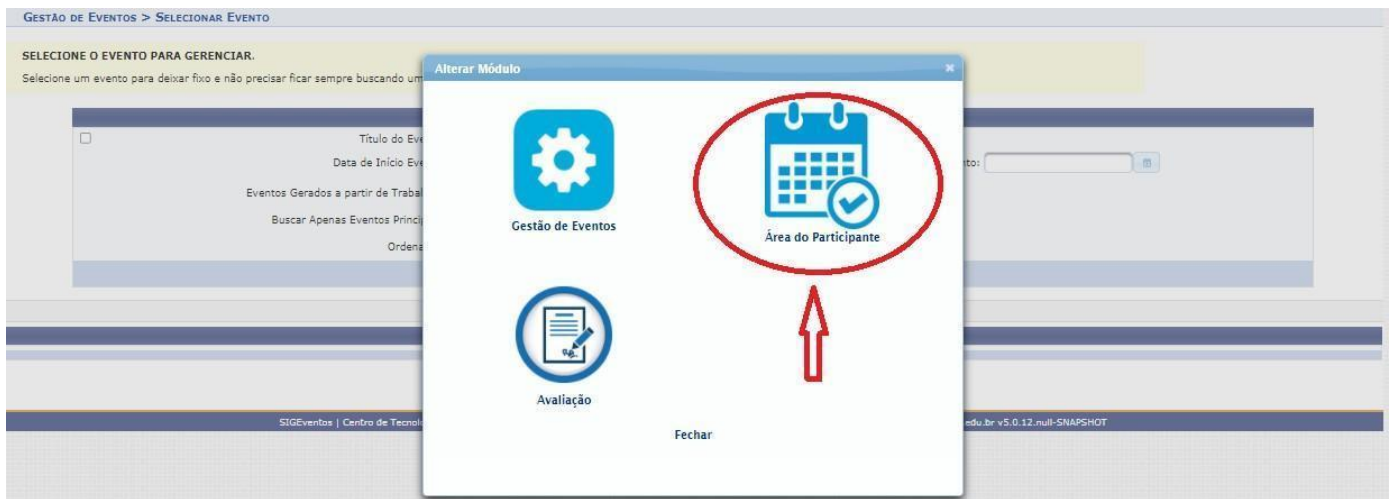 GESTÃO DE EVENTOS > SELECIONAR EVENTO
SELECIONE O EVENTO PARA GERENCIAR.
Selecione um evento para deixar fixo e não precisar ficar sempre buscando um
Alterar Módulo
Título do Eve
Data de Início Eve
nto:
Eventos Gerados a partir de Trabal
Buscar Apenas Eventos Princip
Ordena
Gestão de Eventos
Área do Participante
Avaliação
Fechar
SIGEventos | Centro de Tecnolo
edu.br v5.0.12.null-SNAPSHOT